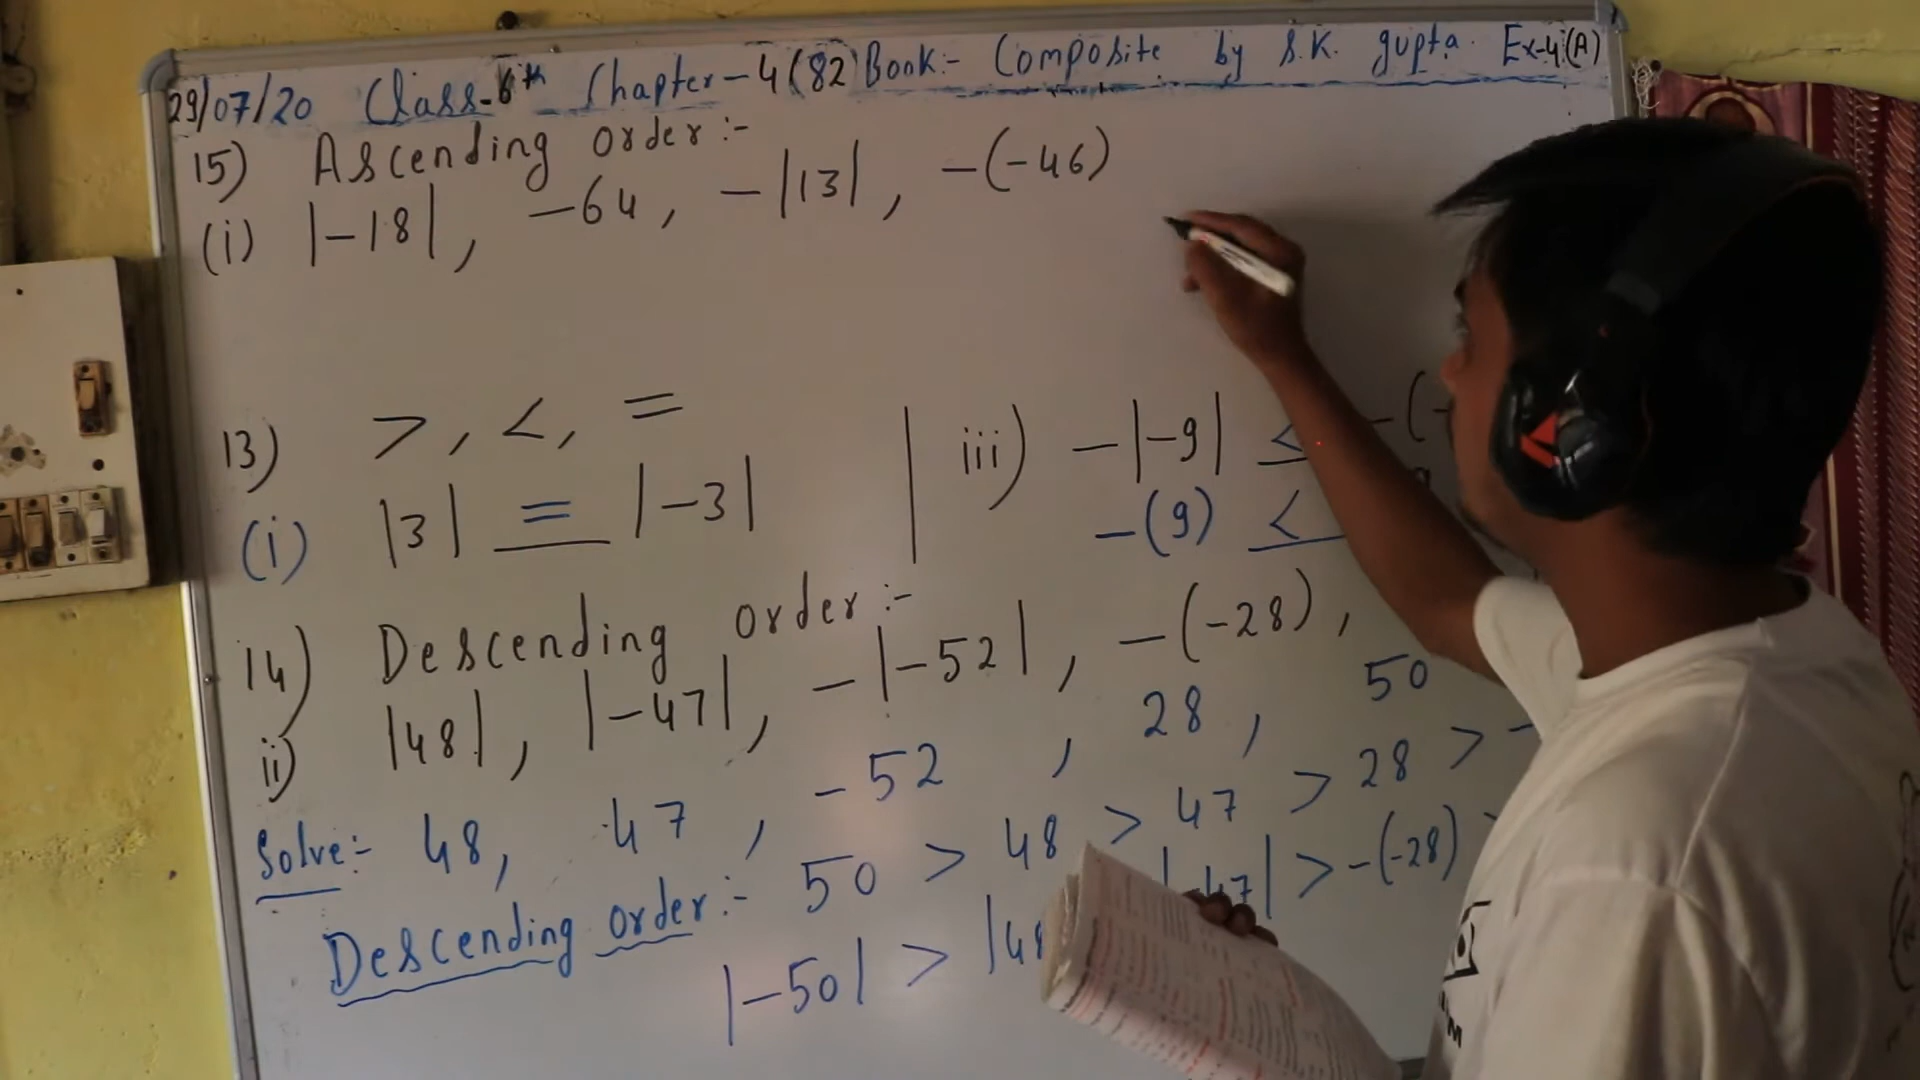 29/07/20 Class-6th Chapter-4(82) Book:- Composite by S.K. gupta. Ex-4(A)
15) Ascending order:-
(i) |-18|, -64, -|13|, -(-46)
13) >, <, =
(i) |3| = |-3|
iii) -|-9| <
-(9) <
14) Descending order:-
ii) |48|, |-47|, -|-52|, -(-28),
Solve:- 48, 47, -52, 28, 50
Descending order:- 50 > 48 > 47 > 28 > -
|-50| > |48 |-47| > -(-28)